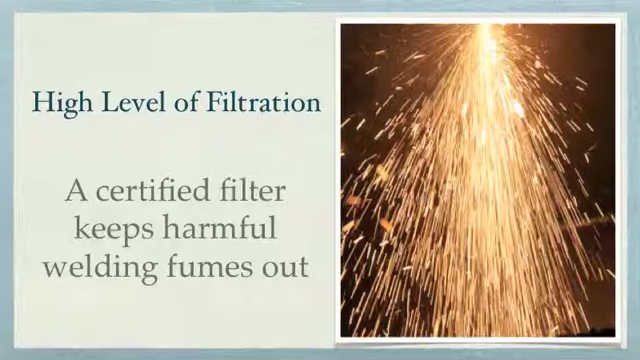 High Level of Filtration
A certified filter
keeps harmful
welding fumes out